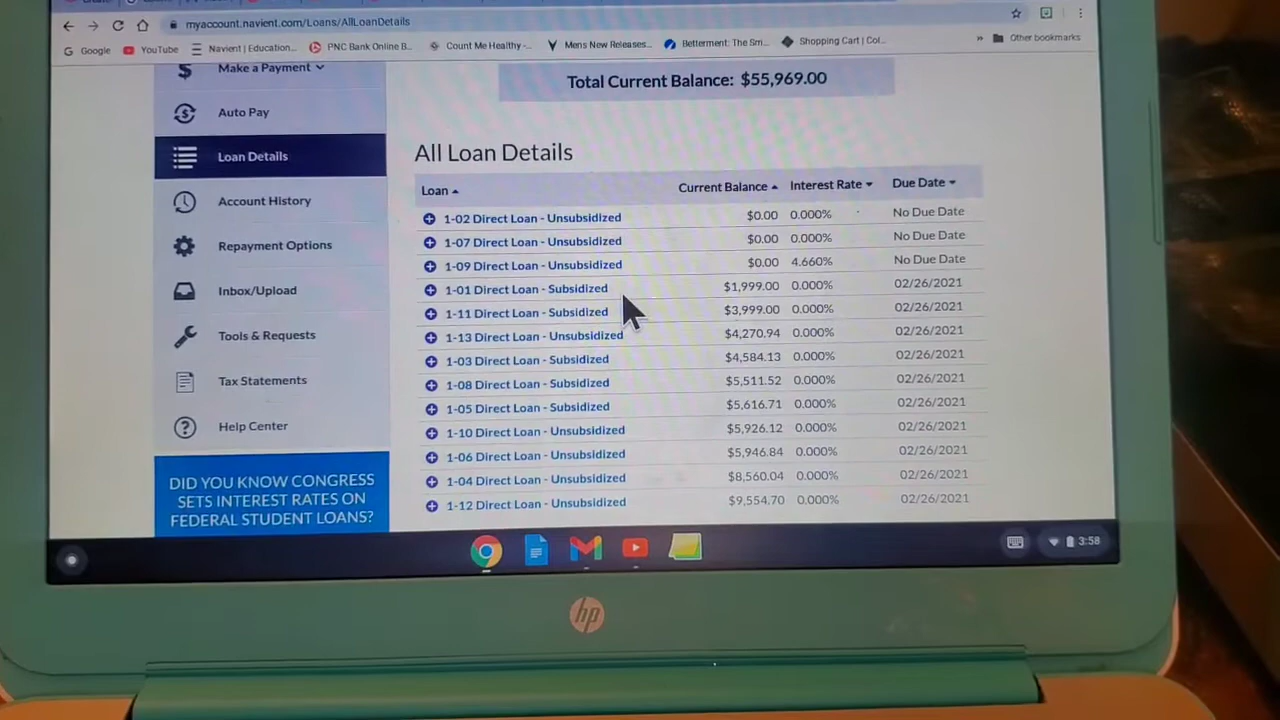 myaccount.navient.com/Loans/AllLoanDetails
Google YouTube Navient | Education... PNC Bank Online B... Count Me Healthy -... Mens New Releases... Betterment: The Sm... Shopping Cart | Col... » Other bookmarks
$ Make a Payment
Total Current Balance: $55,969.00
Auto Pay
Loan Details
All Loan Details
Loan Current Balance Interest Rate Due Date
Account History
1-02 Direct Loan - Unsubsidized $0.00 0.000% No Due Date
1-07 Direct Loan - Unsubsidized $0.00 0.000% No Due Date
Repayment Options
1-09 Direct Loan - Unsubsidized $0.00 4.660% No Due Date
1-01 Direct Loan - Subsidized $1,999.00 0.000% 02/26/2021
Inbox/Upload
1-11 Direct Loan - Subsidized $3,999.00 0.000% 02/26/2021
1-13 Direct Loan - Unsubsidized $4,270.94 0.000% 02/26/2021
Tools & Requests
1-03 Direct Loan - Subsidized $4,584.13 0.000% 02/26/2021
1-08 Direct Loan - Subsidized $5,511.52 0.000% 02/26/2021
Tax Statements
1-05 Direct Loan - Subsidized $5,616.71 0.000% 02/26/2021
1-10 Direct Loan - Unsubsidized $5,926.12 0.000% 02/26/2021
Help Center
1-06 Direct Loan - Unsubsidized $5,946.84 0.000% 02/26/2021
1-04 Direct Loan - Unsubsidized $8,560.04 0.000% 02/26/2021
1-12 Direct Loan - Unsubsidized $9,554.70 0.000% 02/26/2021
DID YOU KNOW CONGRESS
SETS INTEREST RATES ON
FEDERAL STUDENT LOANS?
3:58
hp